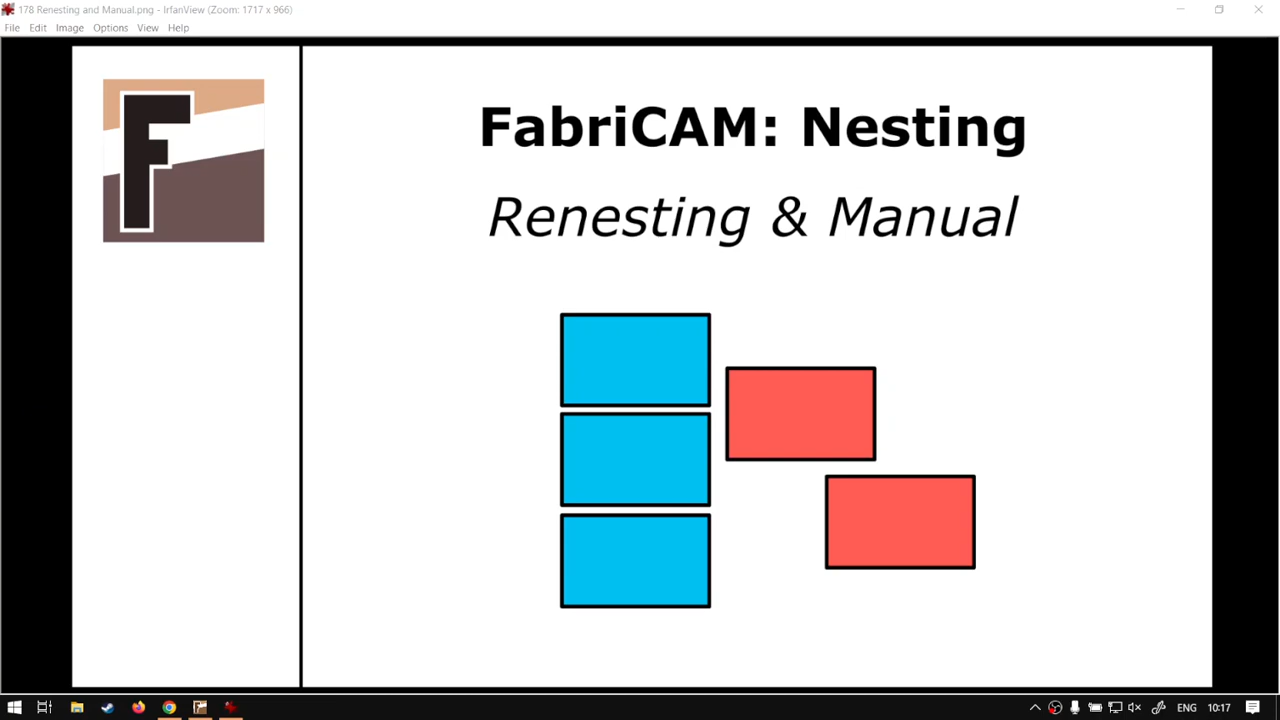 178 Renesting and Manual.png - IrfanView (Zoom: 1717 x 966)
File Edit Image Options View Help
F
FabriCAM: Nesting
Renesting & Manual
ENG 10:17